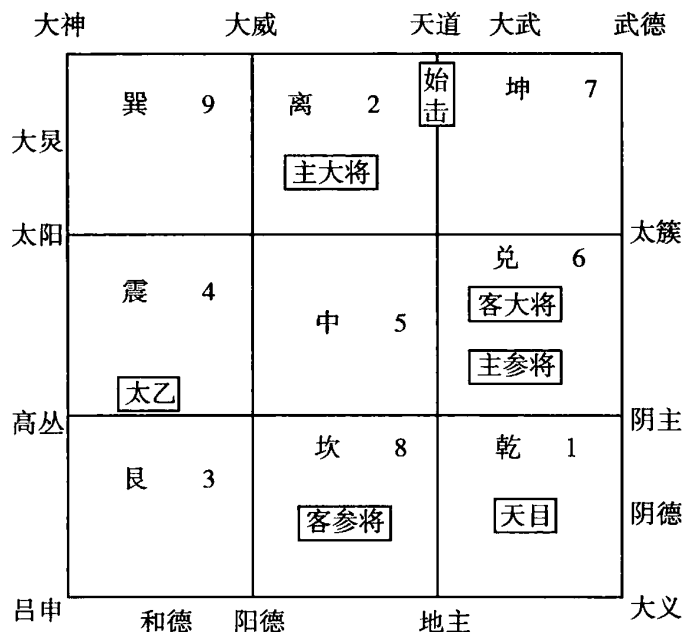 大神 大威 天道 大武 武德
巽 9 离 2 始击 坤 7
大炅
主大将
太阳 太簇
震 4 中 5 兑 6
客大将
主参将
太乙
高丛 阴主
艮 3 坎 8 乾 1
客参将 天目 阴德
吕申 和德 阳德 地主 大义